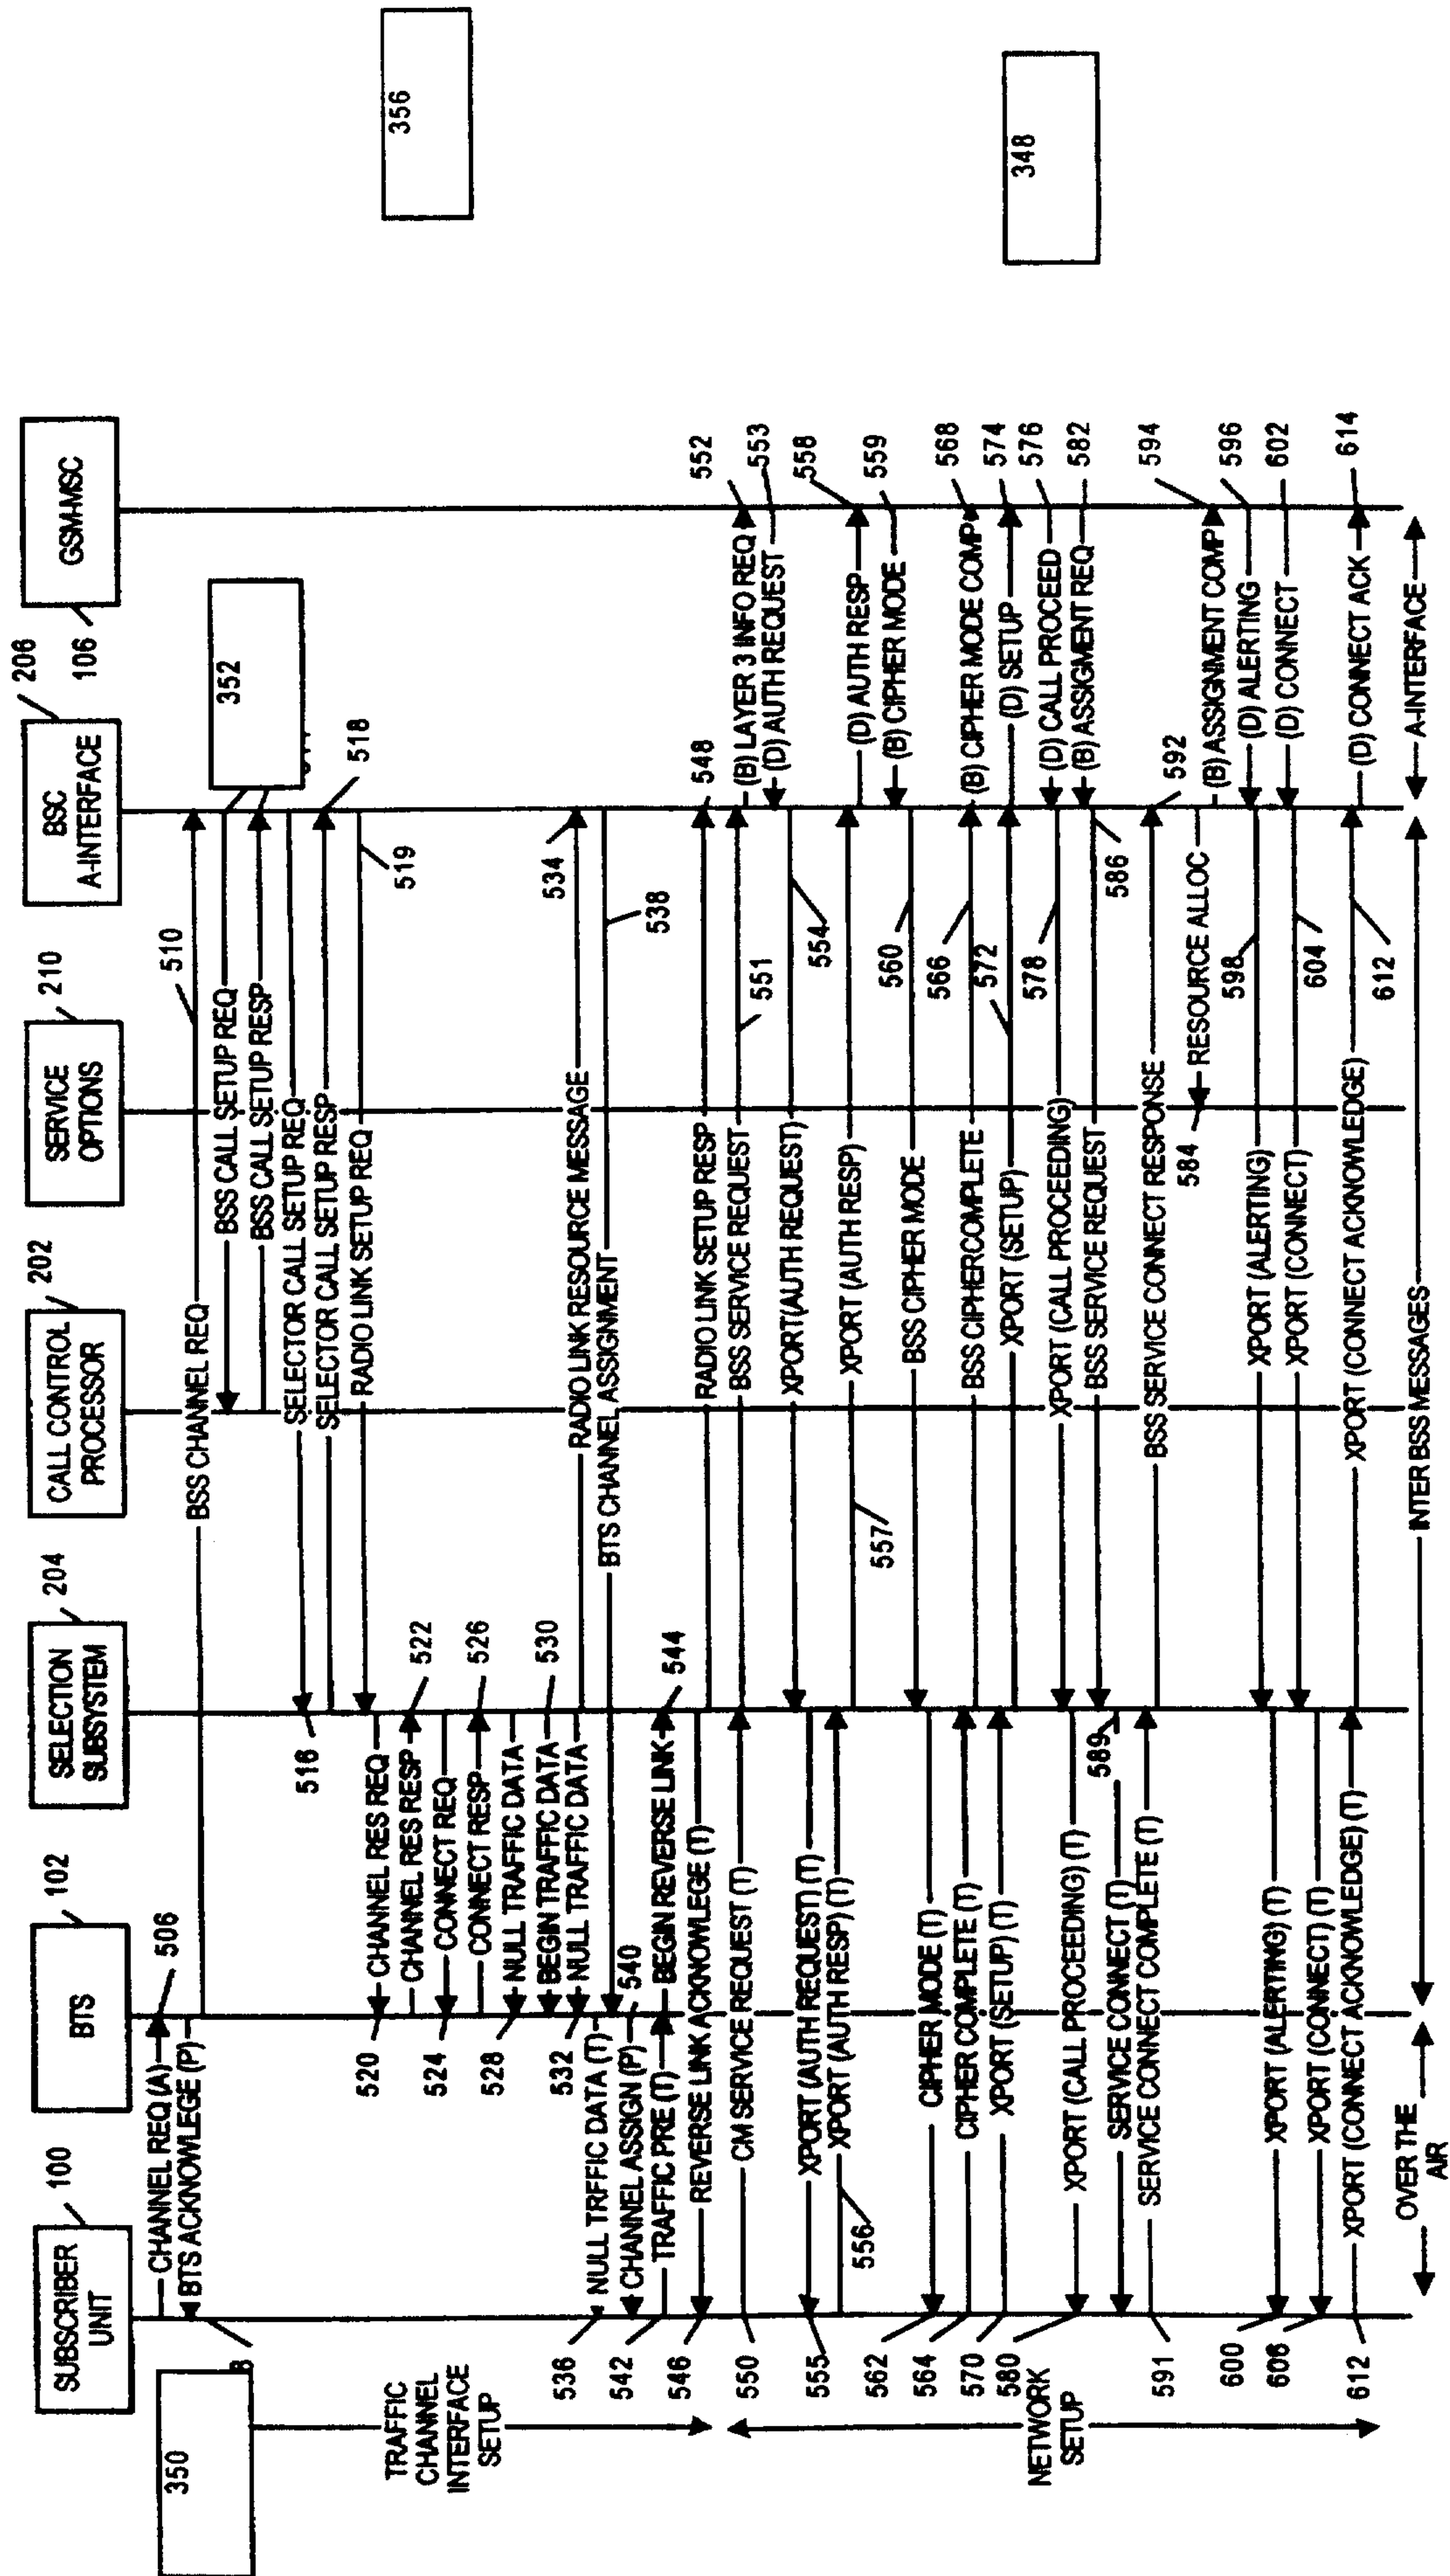 SUBSCRIBER
UNIT
100
BTS
102
SELECTION
SUBSYSTEM
204
CALL CONTROL
PROCESSOR
202
SERVICE
OPTIONS
210
BSC
A-INTERFACE
206
GSM-MSC
106
350
352
356
348
CHANNEL REQ (A)
506
BTS ACKNOWLEGE (P)
8
BSS CHANNEL REQ
510
BSS CALL SETUP REQ
BSS CALL SETUP RESP
SELECTOR CALL SETUP REQ
516
SELECTOR CALL SETUP RESP
518
RADIO LINK SETUP REQ
519
CHANNEL RES REQ
520
CHANNEL RES RESP
522
CONNECT REQ
524
CONNECT RESP
526
NULL TRAFFIC DATA
528
BEGIN TRAFFIC DATA
530
NULL TRAFFIC DATA
532
RADIO LINK RESOURCE MESSAGE
534
NULL TRFFIC DATA (T)
536
BTS CHANNEL ASSIGNMENT
538
CHANNEL ASSIGN (P)
540
542
TRAFFIC PRE (T)
BEGIN REVERSE LINK
544
REVERSE LINK ACKNOWLEGE (T)
546
RADIO LINK SETUP RESP
548
TRAFFIC
CHANNEL
INTERFACE
SETUP
CM SERVICE REQUEST (T)
550
BSS SERVICE REQUEST
551
(B) LAYER 3 INFO REQ
552
(D) AUTH REQUEST
553
XPORT(AUTH REQUEST)
554
XPORT (AUTH REQUEST) (T)
555
XPORT (AUTH RESP) (T)
556
XPORT (AUTH RESP)
557
(D) AUTH RESP
558
(B) CIPHER MODE
559
BSS CIPHER MODE
560
CIPHER MODE (T)
562
CIPHER COMPLETE (T)
564
BSS CIPHERCOMPLETE
566
(B) CIPHER MODE COMP
568
XPORT (SETUP) (T)
570
XPORT (SETUP)
572
(D) SETUP
574
(D) CALL PROCEED
576
XPORT (CALL PROCEEDING)
578
XPORT (CALL PROCEEDING) (T)
580
(B) ASSIGMENT REQ
582
BSS SERVICE REQUEST
586
SERVICE CONNECT (T)
589
SERVICE CONNECT COMPLETE (T)
591
BSS SERVICE CONNECT RESPONSE
592
RESOURCE ALLOC
584
(B) ASSIGNMENT COMP
594
(D) ALERTING
596
XPORT (ALERTING)
598
XPORT (ALERTING) (T)
600
(D) CONNECT
602
XPORT (CONNECT)
604
XPORT (CONNECT) (T)
608
XPORT (CONNECT ACKNOWLEDGE) (T)
612
XPORT (CONNECT ACKNOWLEDGE)
612
(D) CONNECT ACK
614
NETWORK
SETUP
OVER THE
AIR
INTER BSS MESSAGES
A-INTERFACE